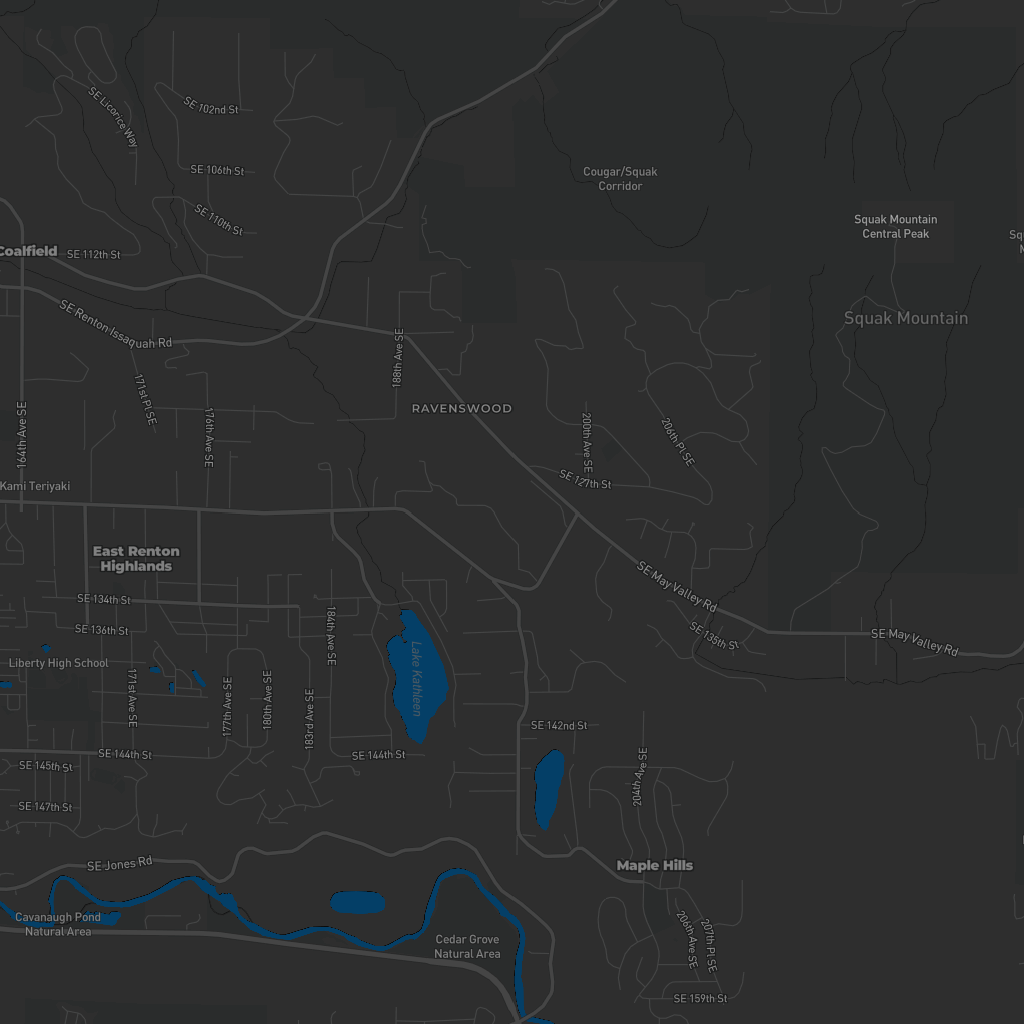 SE Licorice Way
SE 102nd St
SE 106th St
Cougar/Squak
Corridor
SE 110th St
Squak Mountain
Central Peak
Coalfield
SE 112th St
SE Renton Issaquah Rd
Squak Mountain
188th Ave SE
171st Pl SE
RAVENSWOOD
164th Ave SE
176th Ave SE
200th Ave SE
206th Pl SE
Kami Teriyaki
SE 127th St
East Renton
Highlands
SE May Valley Rd
SE 134th St
SE 136th St
184th Ave SE
SE 135th St
SE May Valley Rd
Liberty High School
Lake Kathleen
171st Ave SE
177th Ave SE
180th Ave SE
183rd Ave SE
SE 142nd St
SE 144th St
SE 144th St
SE 145th St
204th Ave SE
SE 147th St
SE Jones Rd
Maple Hills
Cavanaugh Pond
Natural Area
Cedar Grove
Natural Area
206th Ave SE
207th Pl SE
SE 159th St